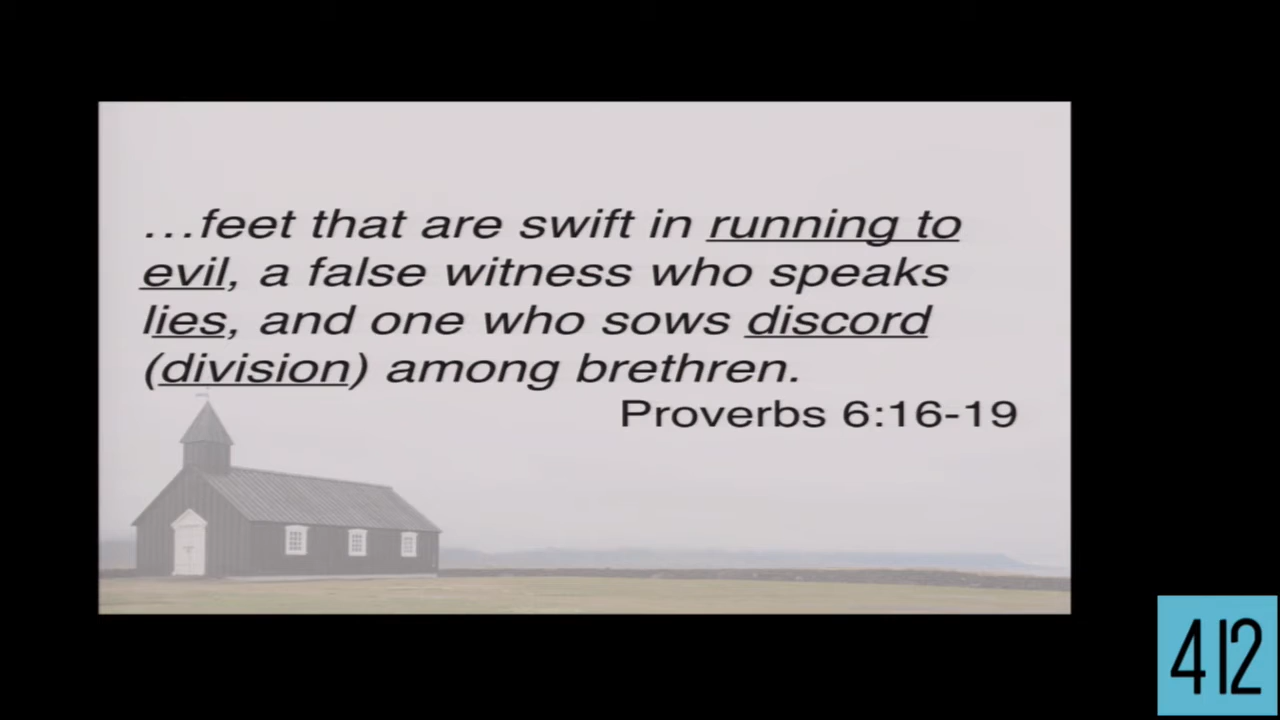 ...feet that are swift in running to
evil, a false witness who speaks
lies, and one who sows discord
(division) among brethren.
Proverbs 6:16-19
412